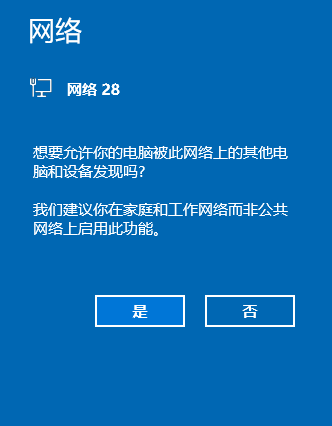 网络
网络 28
想要允许你的电脑被此网络上的其他电
脑和设备发现吗?
我们建议你在家庭和工作网络而非公共
网络上启用此功能。
是
否